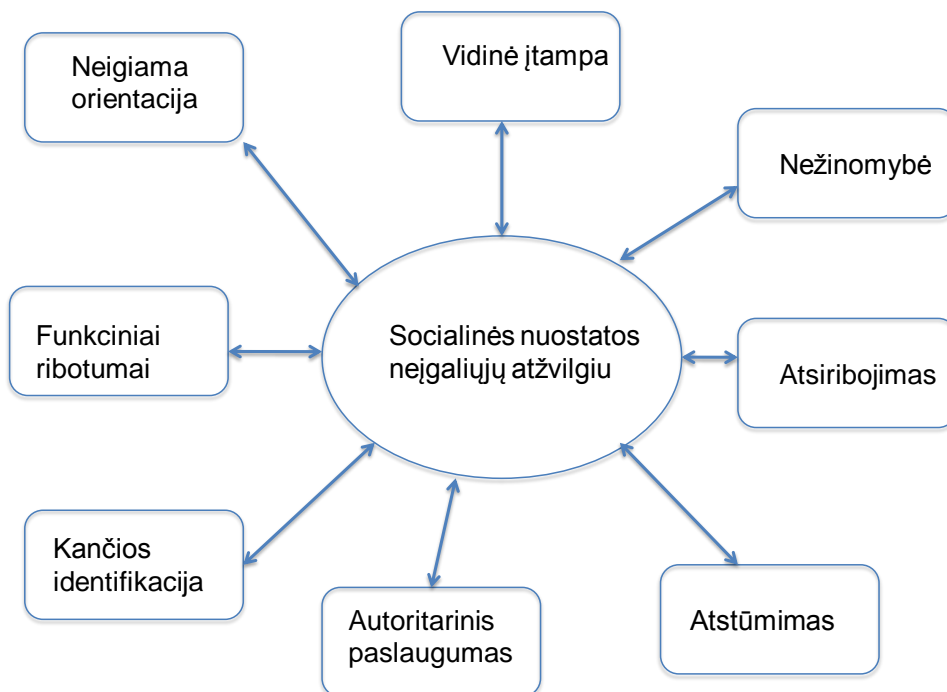 Neigiama
orientacija
Vidinė įtampa
Nežinomybė
Funkciniai
ribotumai
Socialinės nuostatos
neįgaliųjų atžvilgiu
Atsiribojimas
Kančios
identifikacija
Autoritarinis
paslaugumas
Atstūmimas